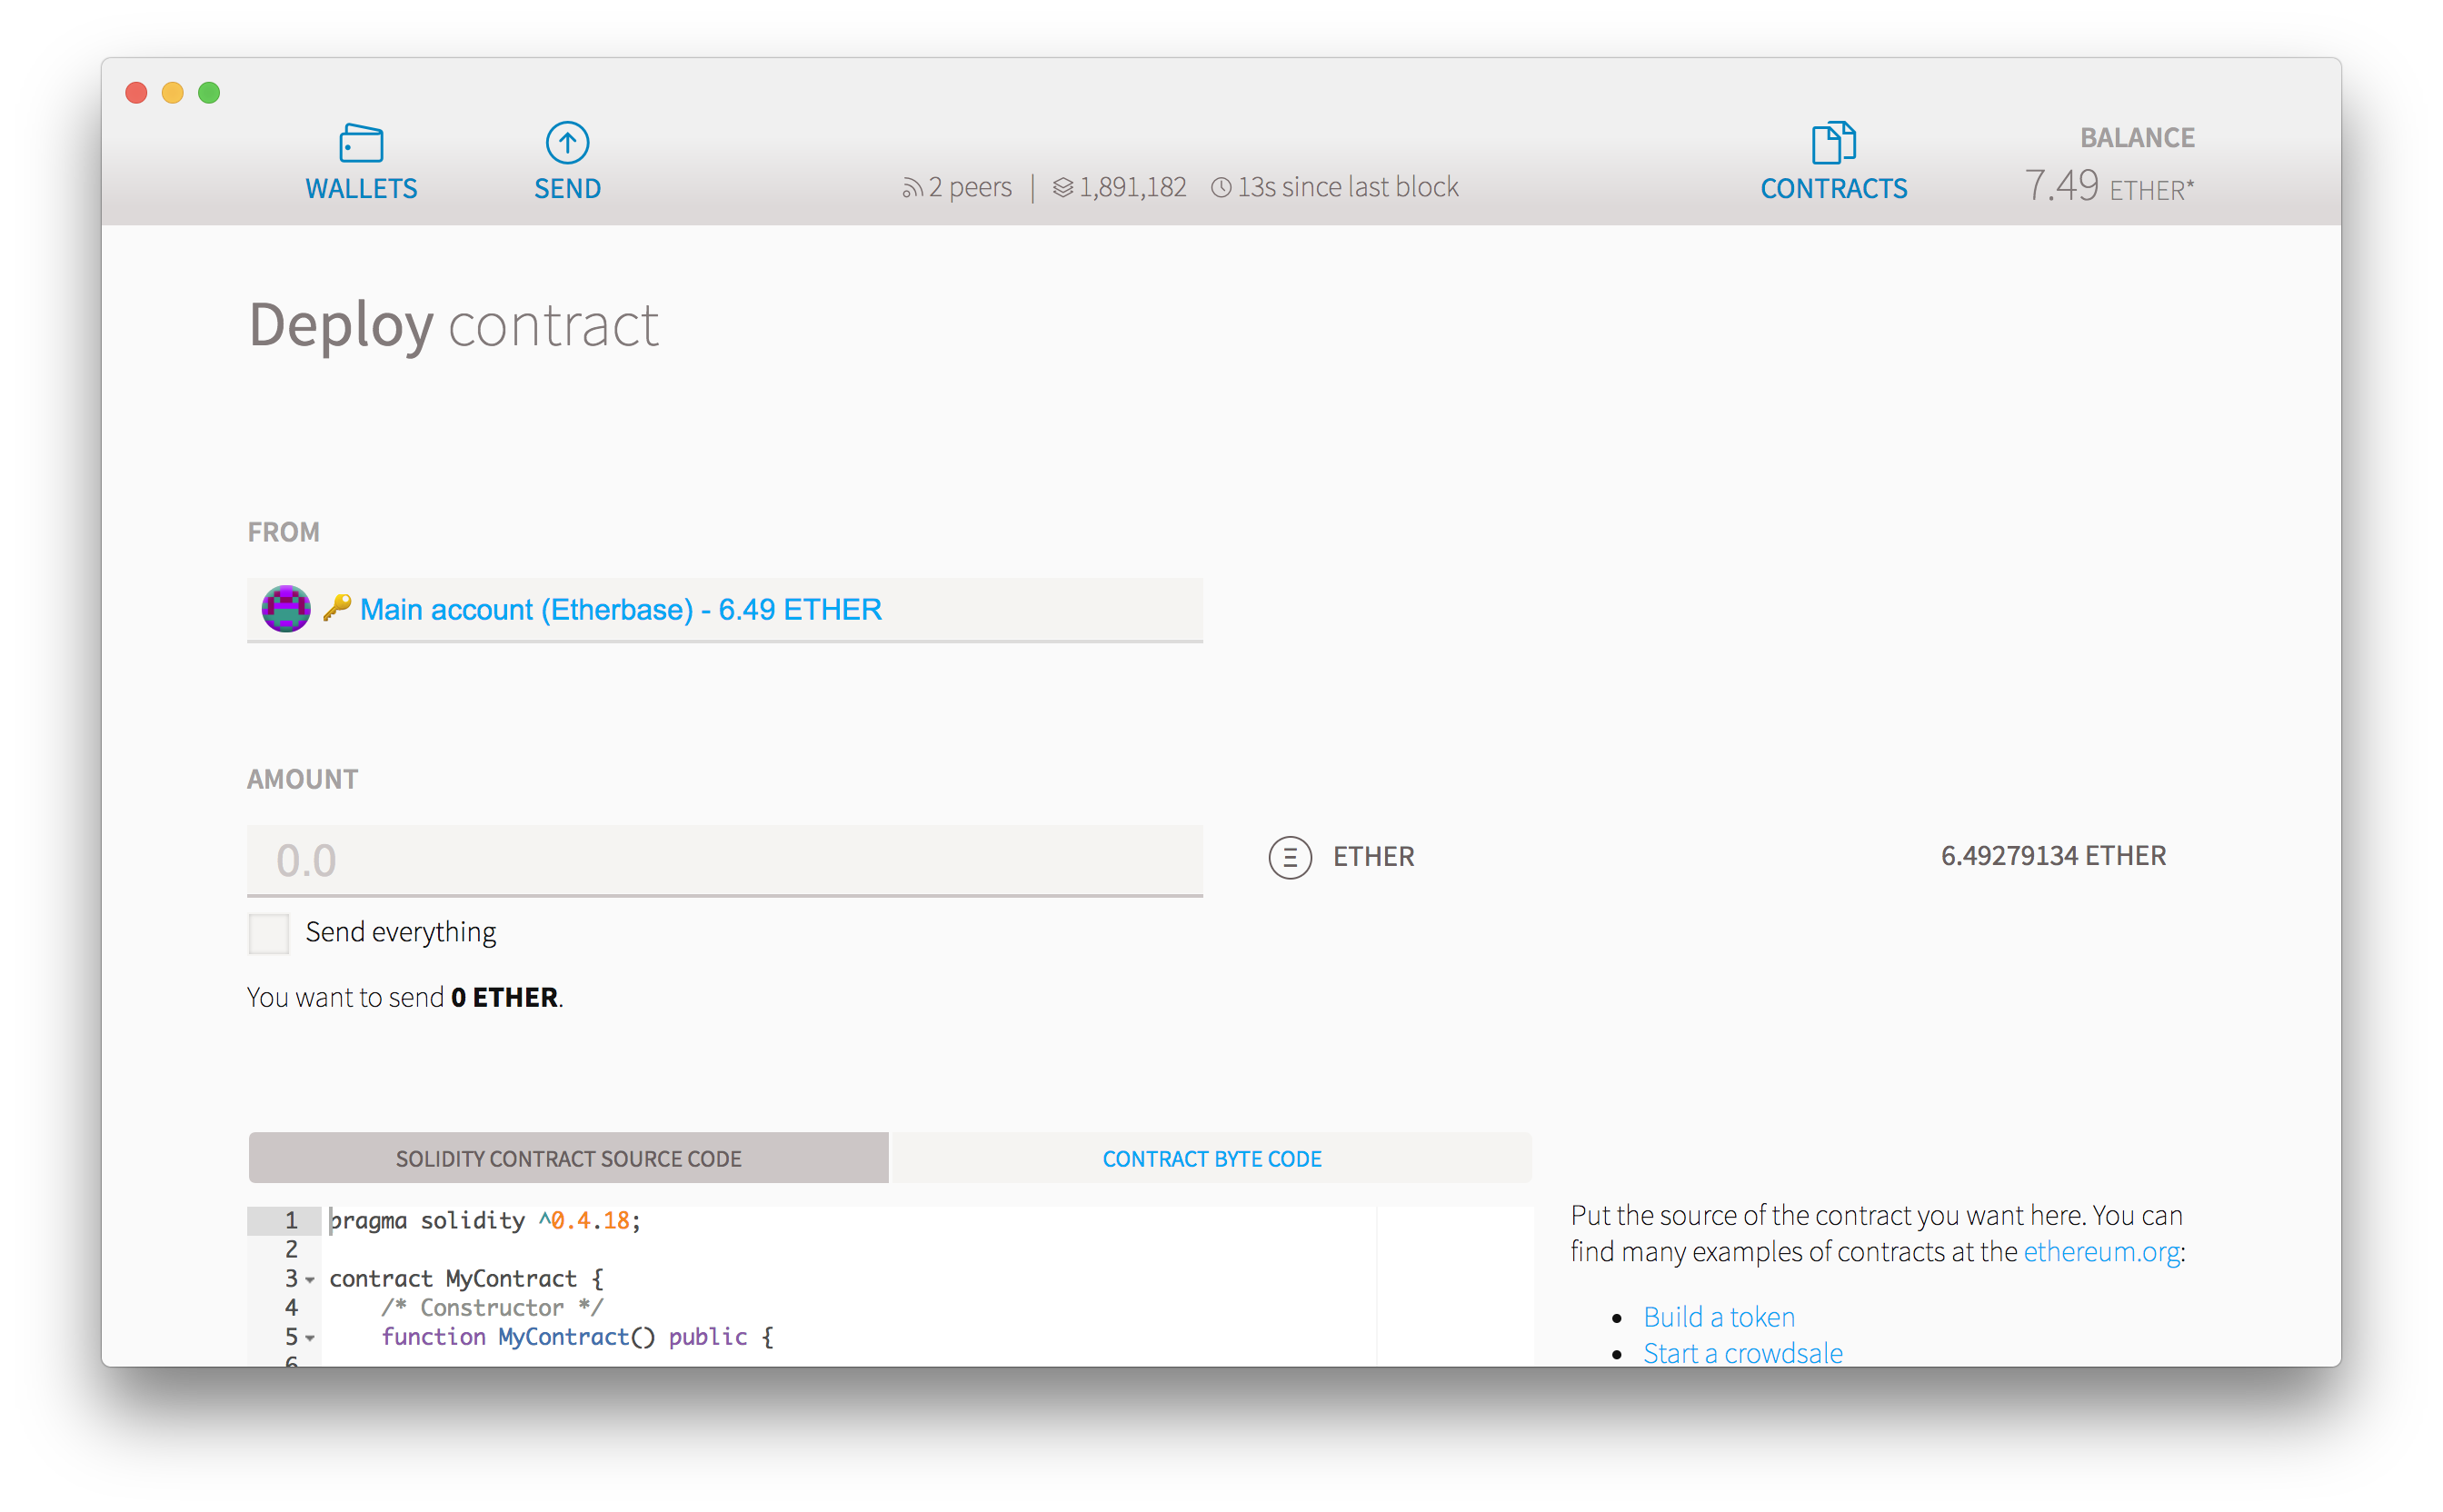 WALLETS
SEND
2 peers | 1,891,182 13s since last block
CONTRACTS
BALANCE
7.49 ETHER*
Deploy contract
FROM
Main account (Etherbase) - 6.49 ETHER
AMOUNT
0.0
ETHER
6.49279134 ETHER
Send everything
You want to send 0 ETHER.
SOLIDITY CONTRACT SOURCE CODE
CONTRACT BYTE CODE
1 pragma solidity ^0.4.18;
2
3 contract MyContract {
4 /* Constructor */
5 function MyContract() public {
6
Put the source of the contract you want here. You can
find many examples of contracts at the ethereum.org:
• Build a token
• Start a crowdsale